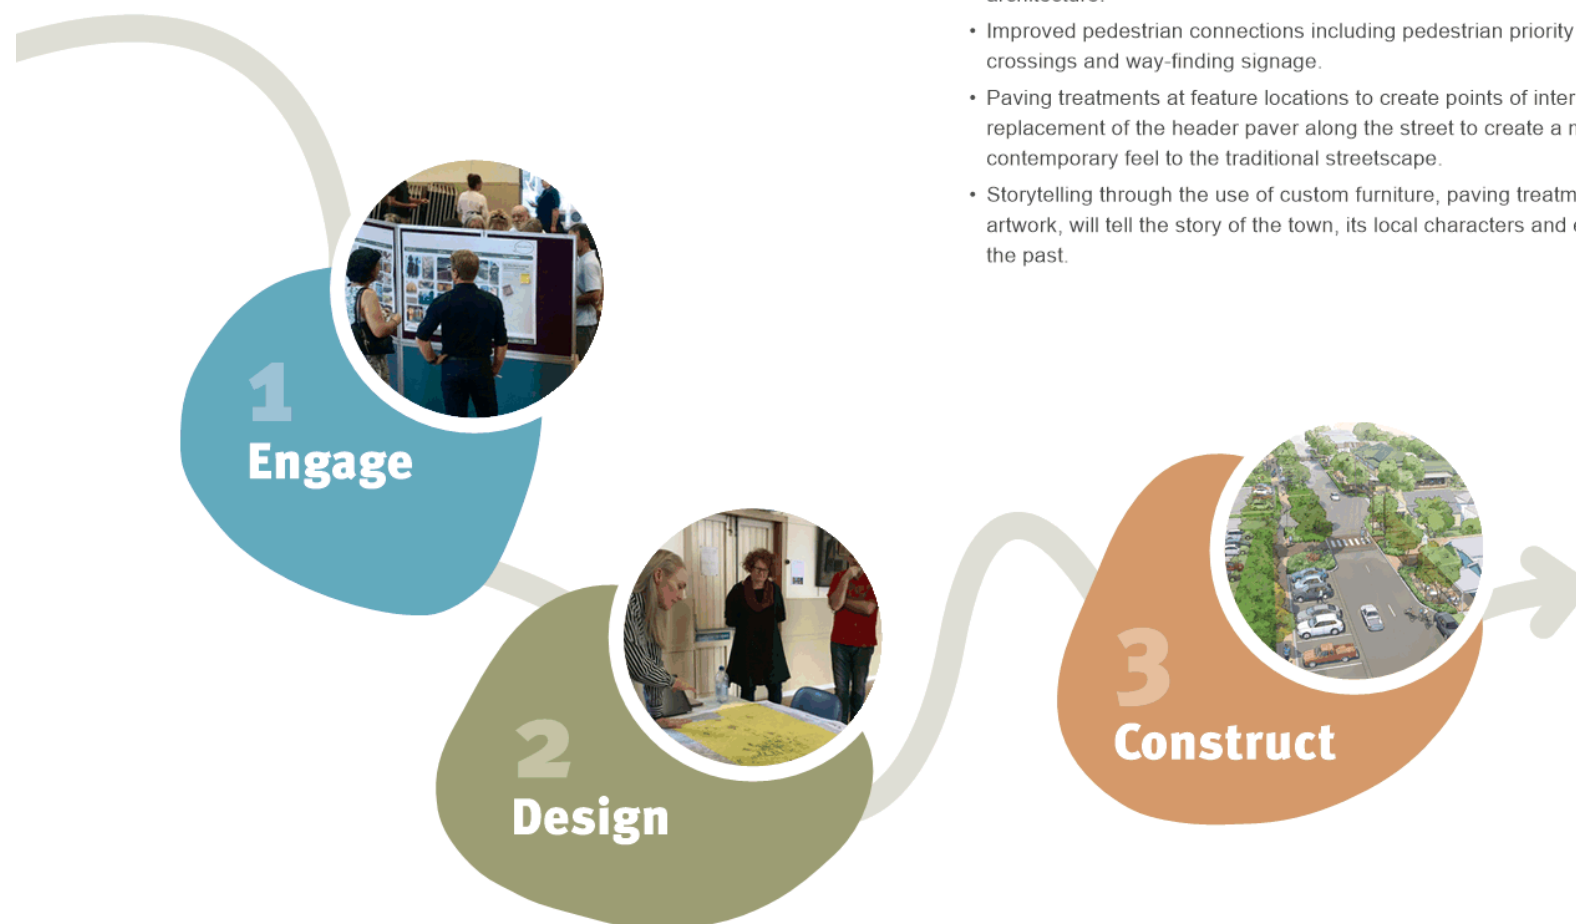 architecture.
• Improved pedestrian connections including pedestrian priority
crossings and way-finding signage.
• Paving treatments at feature locations to create points of
replacement of the header paver along the street to create a
contemporary feel to the traditional streetscape.
• Storytelling through the use of custom furniture, paving
artwork, will tell the story of the town, its local characters and
the past.
1
Engage
2
Design
3
Construct